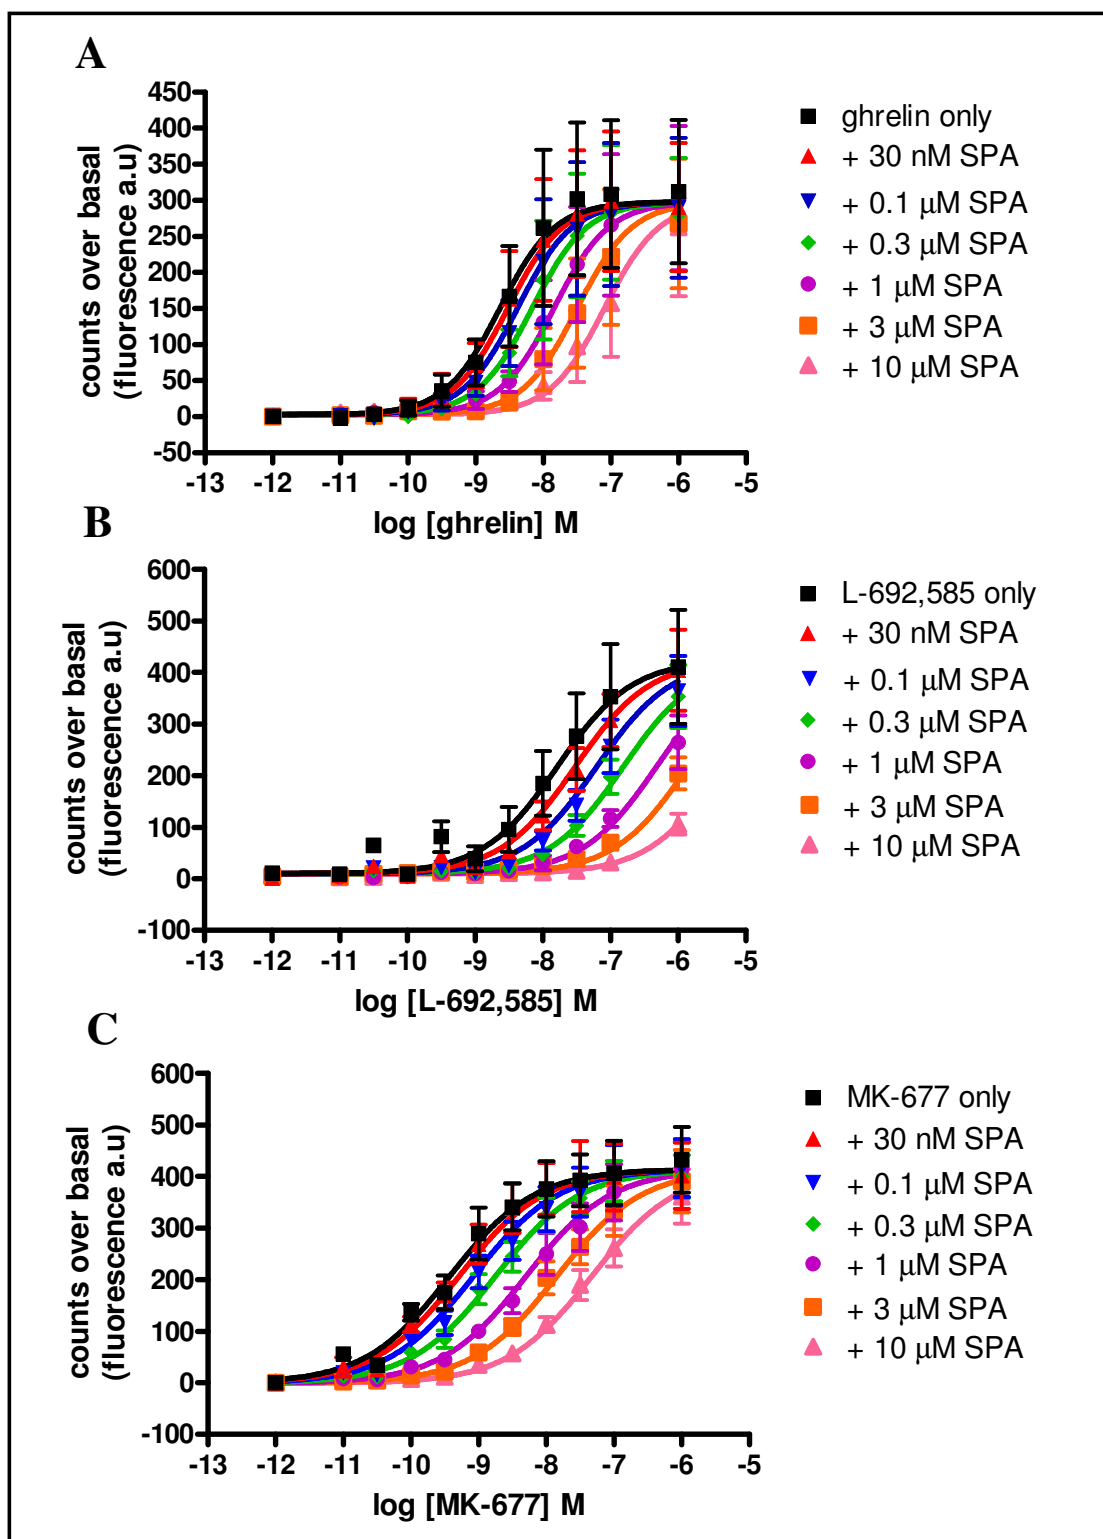 A
450
400
350
300
250
200
150
100
50
0
-50
counts over basal
(fluorescence a.u)
-13 -12 -11 -10 -9 -8 -7 -6 -5
log [ghrelin] M
ghrelin only
+ 30 nM SPA
+ 0.1 µM SPA
+ 0.3 µM SPA
+ 1 µM SPA
+ 3 µM SPA
+ 10 µM SPA
B
600
500
400
300
200
100
0
-100
counts over basal
(fluorescence a.u)
-13 -12 -11 -10 -9 -8 -7 -6 -5
log [L-692,585] M
L-692,585 only
+ 30 nM SPA
+ 0.1 µM SPA
+ 0.3 µM SPA
+ 1 µM SPA
+ 3 µM SPA
+ 10 µM SPA
C
600
500
400
300
200
100
0
-100
counts over basal
(fluorescence a.u)
-13 -12 -11 -10 -9 -8 -7 -6 -5
log [MK-677] M
MK-677 only
+ 30 nM SPA
+ 0.1 µM SPA
+ 0.3 µM SPA
+ 1 µM SPA
+ 3 µM SPA
+ 10 µM SPA